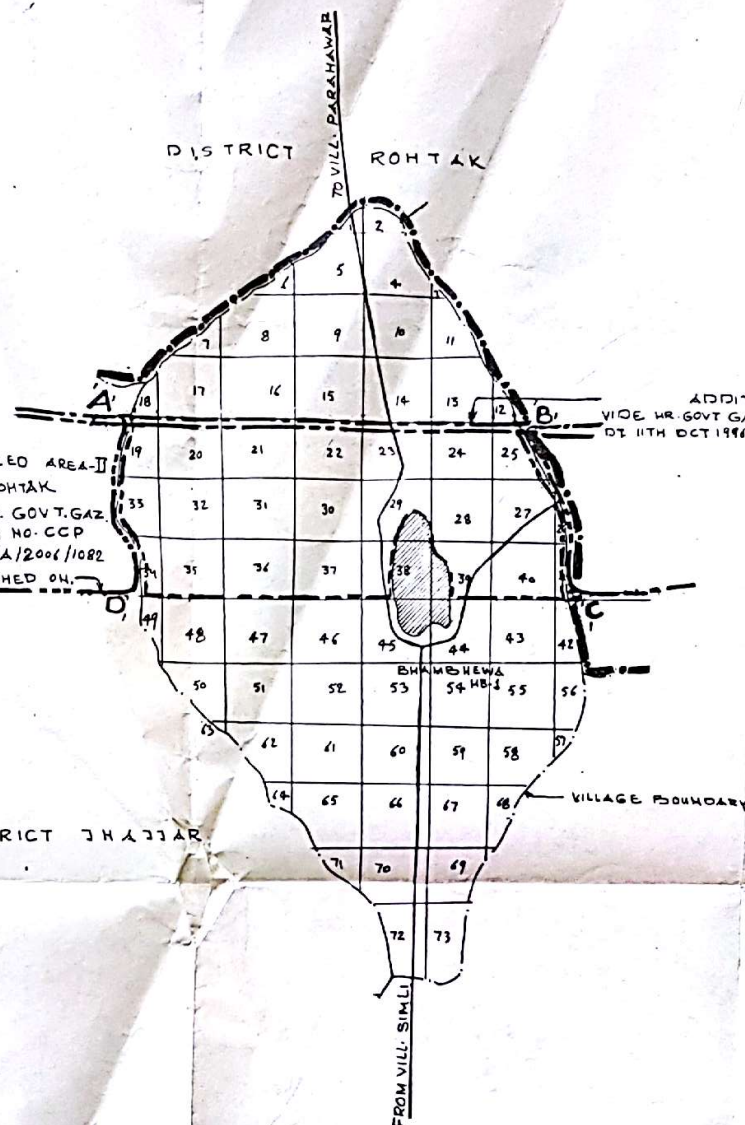 TO VILL. PARAHAWAR
DISTRICT ROHTAK
2
5
6 4 1
7 8 9 10 11
18 17 16 15 14 13 12
A' B'
ADDIT
VIDE HR. GOVT GA
DT 11TH OCT 1996
19 20 21 22 23 24 25
LED AREA-II
OHTAK
. GOVT. GAZ.
NO. CCP
A/2006/1082
HED ON.
33 32 31 30 29 28 27
34 35 36 37 38 39 40
D' C'
49 48 47 46 45 44 43 42
BHAMBHEWA
HB-1
50 51 52 53 54 55 56
63 62 61 60 59 58 57
64 65 66 67 68
VILLAGE BOUNDARY
RICT JHAJJAR
71 70 69
72 73
FROM VILL. SIMLI